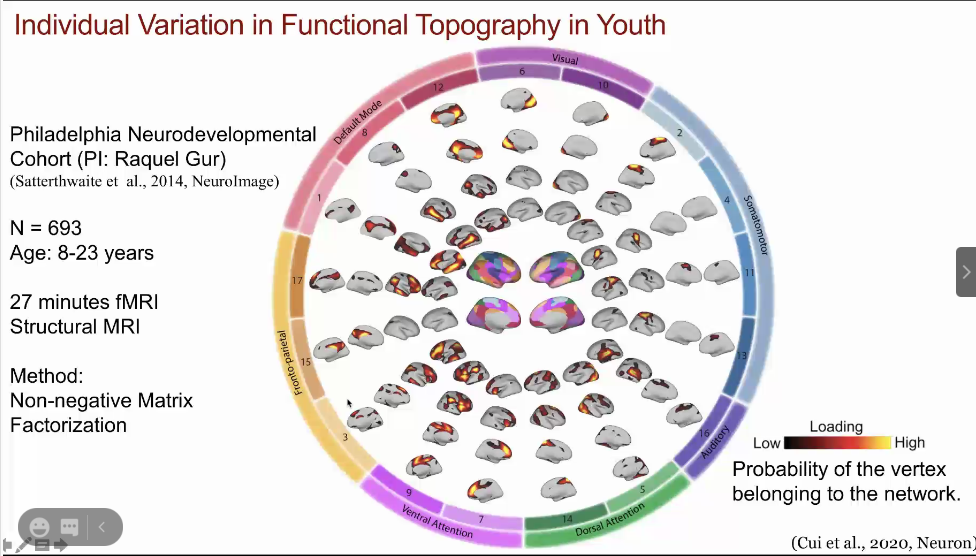 Individual Variation in Functional Topography in Youth
Philadelphia Neurodevelopmental
Cohort (PI: Raquel Gur)
(Satterthwaite et al., 2014, NeuroImage)
N = 693
Age: 8-23 years
27 minutes fMRI
Structural MRI
Method:
Non-negative Matrix
Factorization
Visual
6
10
2
4
Somatomotor
11
13
16
Auditory
5
14
Dorsal Attention
7
9
Ventral Attention
3
15
17
Fronto-parietal
1
8
12
Default Mode
Loading
Low
High
Probability of the vertex
belonging to the network.
(Cui et al., 2020, Neuron)